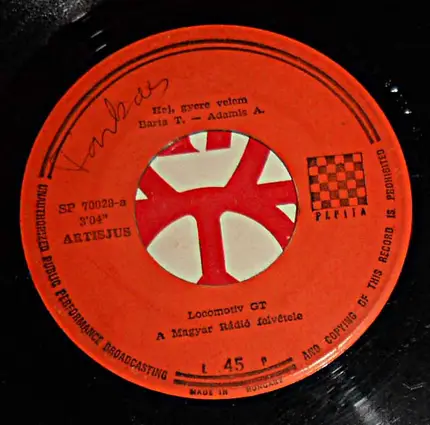 Hej, gyere velem
Barta T. — Adamis A.
SP 70029-a
3'04"
ARTISJUS
PEPITA
Locomotiv GT
A Magyar Rádió felvétele
L 45 P
MADE IN HUNGARY
UNAUTHORIZED PUBLIC PERFORMANCE BROADCASTING AND COPYING OF THIS RECORD IS PROHIBITED